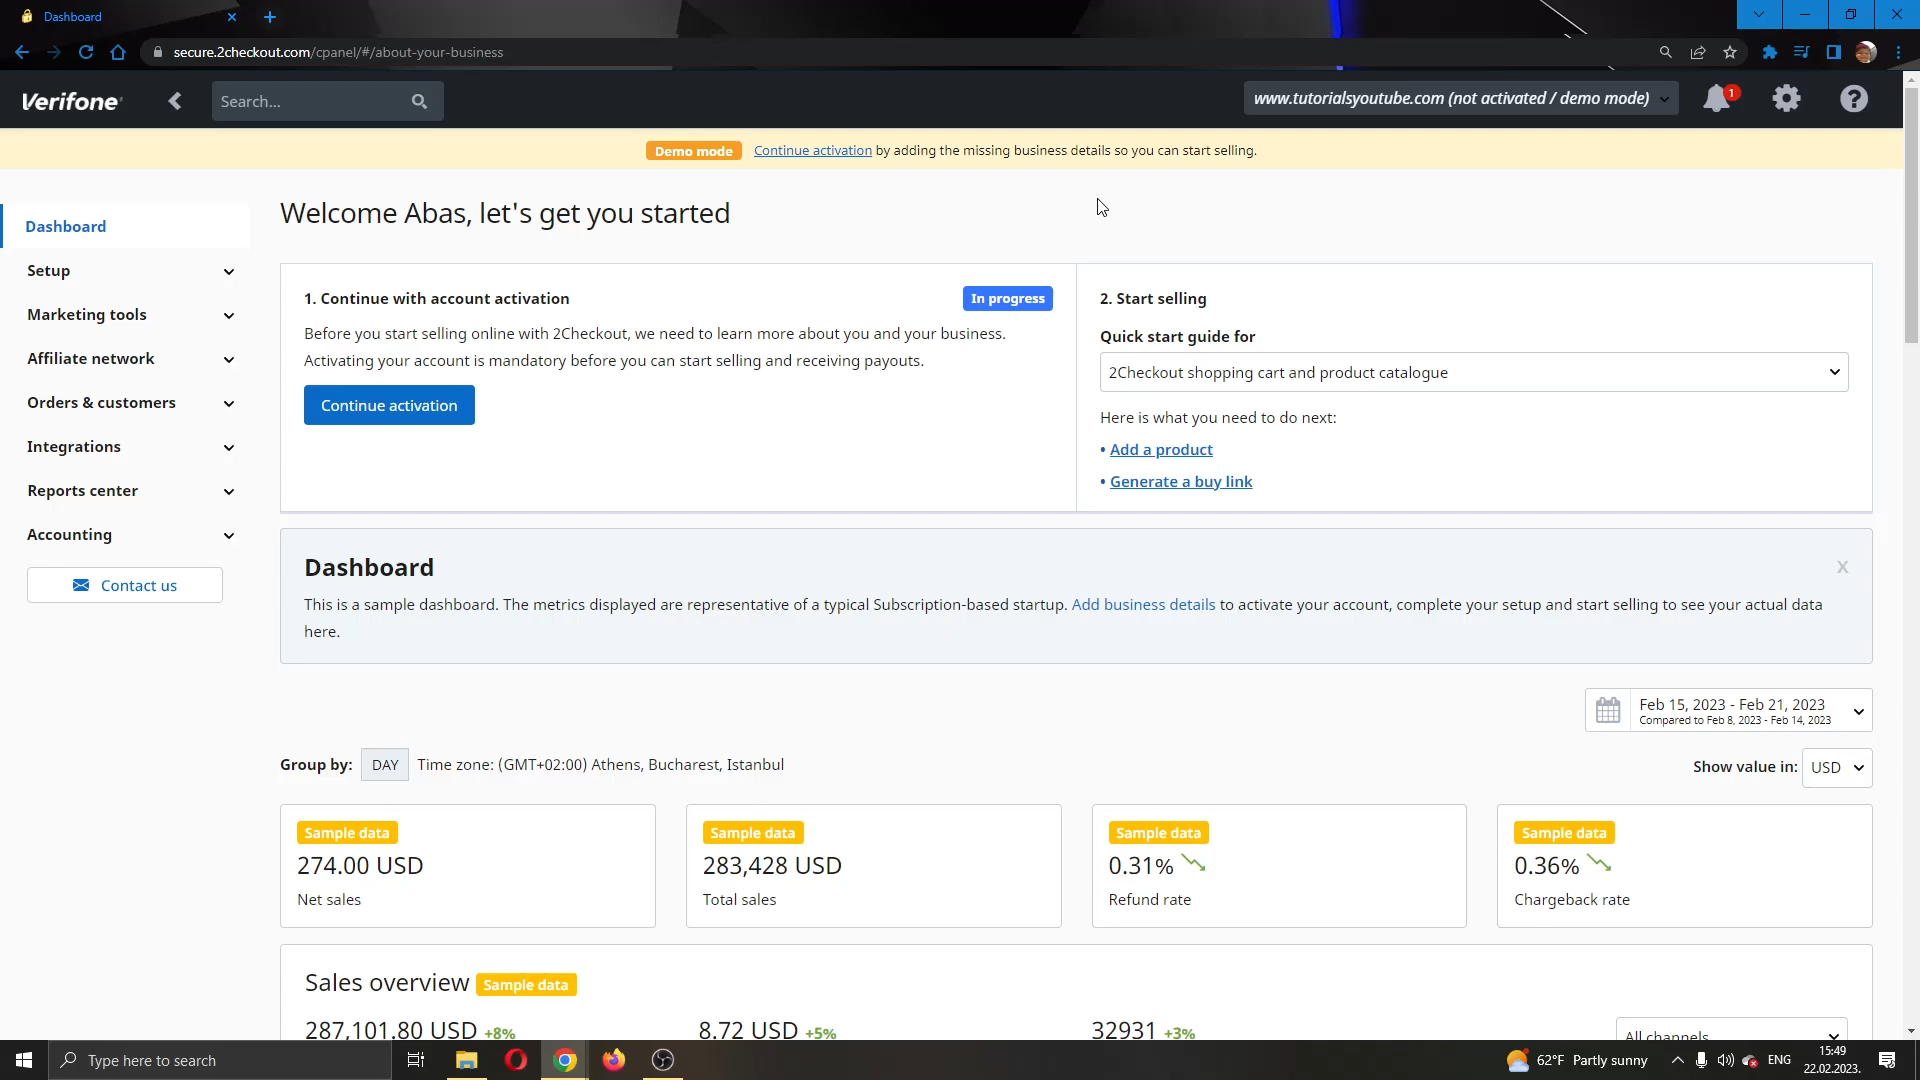 Dashboard
secure.2checkout.com/cpanel/#/about-your-business
Verifone
Search...
www.tutorialsyoutube.com (not activated / demo mode)
1
Demo mode Continue activation by adding the missing business details so you can start selling.
Dashboard
Setup
Marketing tools
Affiliate network
Orders & customers
Integrations
Reports center
Accounting
Contact us
Welcome Abas, let's get you started
1. Continue with account activation
In progress
Before you start selling online with 2Checkout, we need to learn more about you and your business.
Activating your account is mandatory before you can start selling and receiving payouts.
Continue activation
2. Start selling
Quick start guide for
2Checkout shopping cart and product catalogue
Here is what you need to do next:
• Add a product
• Generate a buy link
Dashboard
X
This is a sample dashboard. The metrics displayed are representative of a typical Subscription-based startup. Add business details to activate your account, complete your setup and start selling to see your actual data
here.
Feb 15, 2023 - Feb 21, 2023
Compared to Feb 8, 2023 - Feb 14, 2023
Group by: DAY Time zone: (GMT+02:00) Athens, Bucharest, Istanbul
Show value in: USD
Sample data
274.00 USD
Net sales
Sample data
283,428 USD
Total sales
Sample data
0.31%
Refund rate
Sample data
0.36%
Chargeback rate
Sales overview Sample data
287,101.80 USD +8%
8.72 USD +5%
32931 +3%
All channels
Type here to search
62°F Partly sunny
ENG
15:49
22.02.2023.